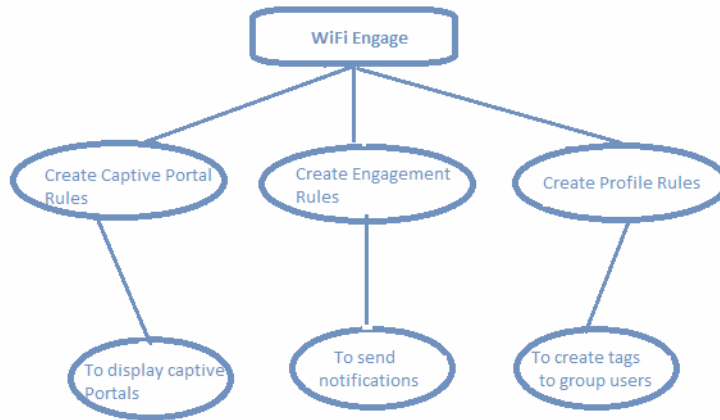 WiFi Engage
Create Captive Portal
Rules
Create Engagement
Rules
Create Profile Rules
To display captive
Portals
To send
notifications
To create tags
to group users